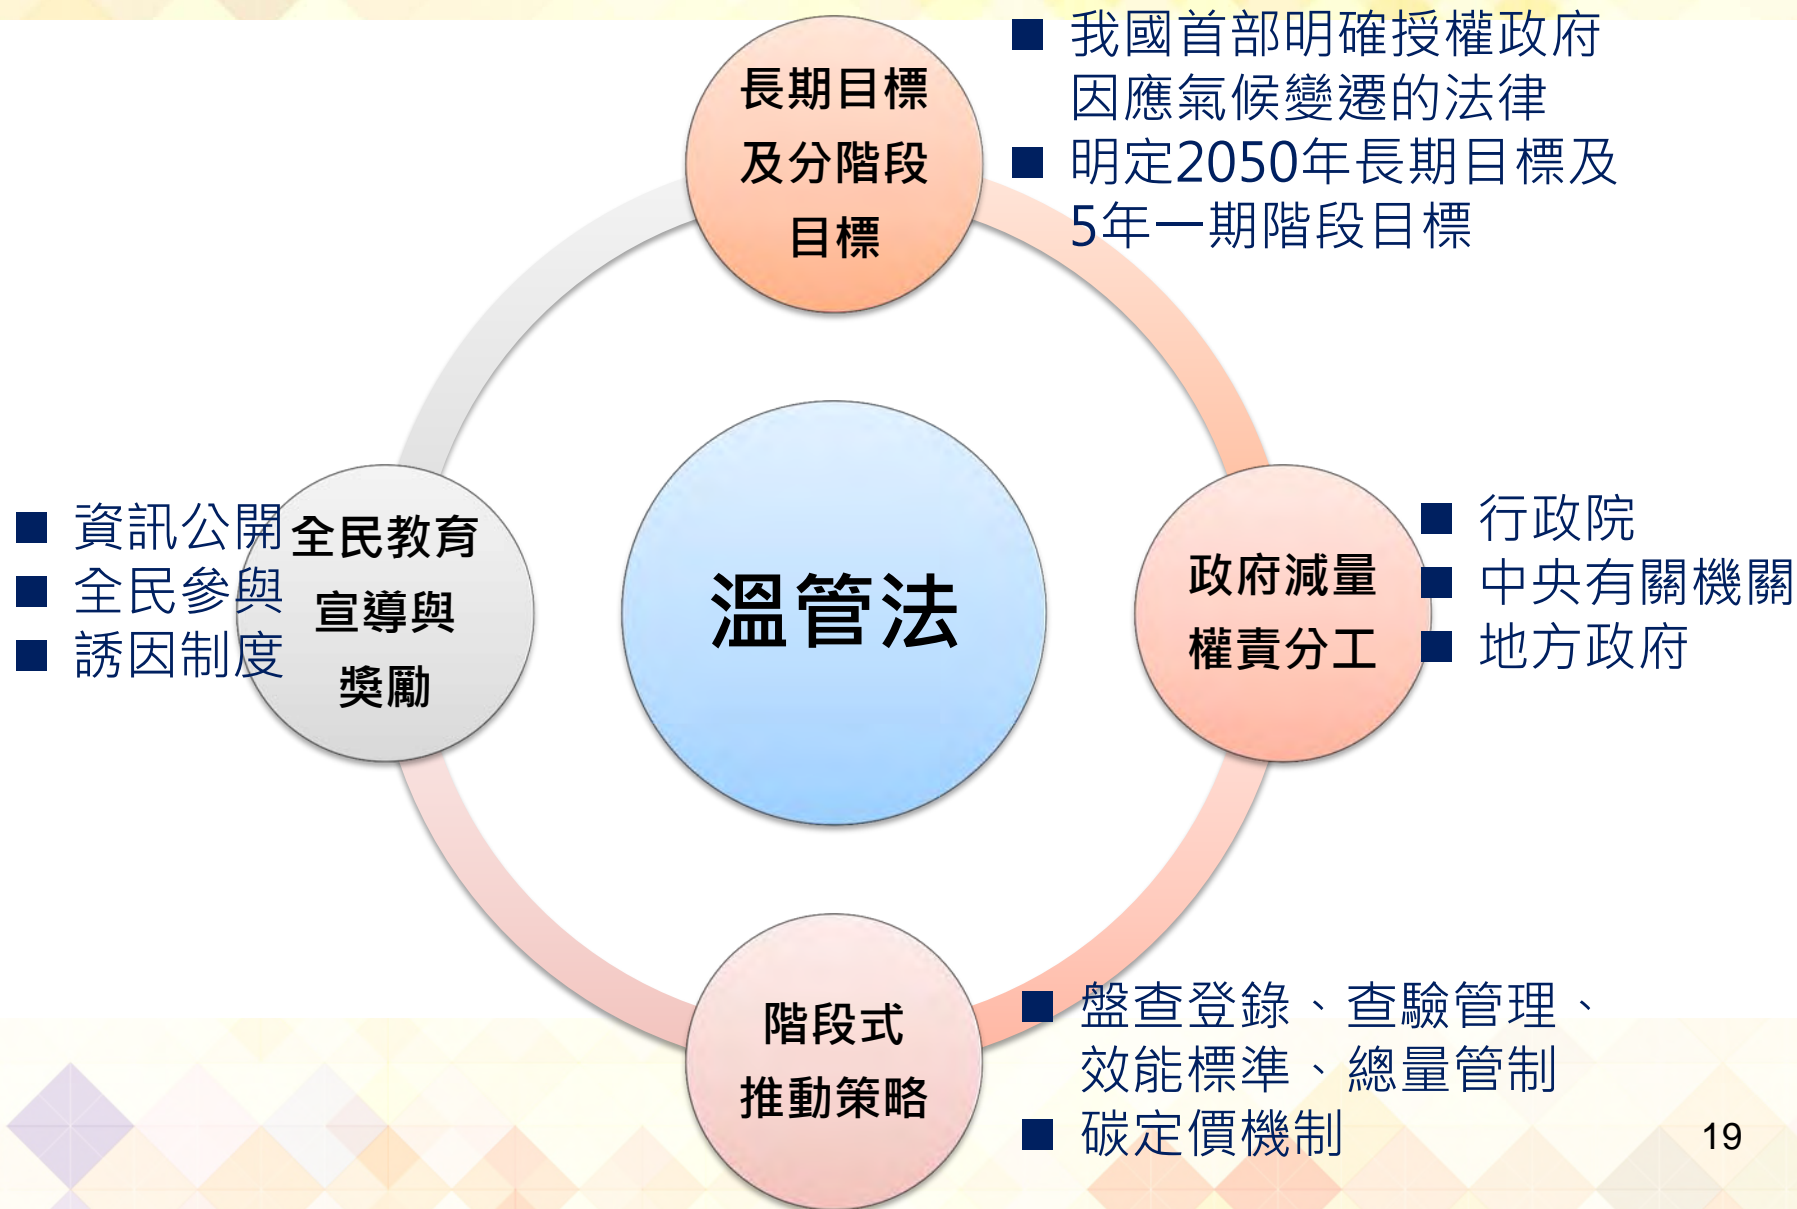 長期目標
及分階段
目標
■ 我國首部明確授權政府
因應氣候變遷的法律
■ 明定2050年長期目標及
5年一期階段目標
溫管法
政府減量
權責分工
■ 行政院
■ 中央有關機關
■ 地方政府
階段式
推動策略
■ 盤查登錄、查驗管理、
效能標準、總量管制
■ 碳定價機制
全民教育
宣導與
獎勵
■ 資訊公開
■ 全民參與
■ 誘因制度
19